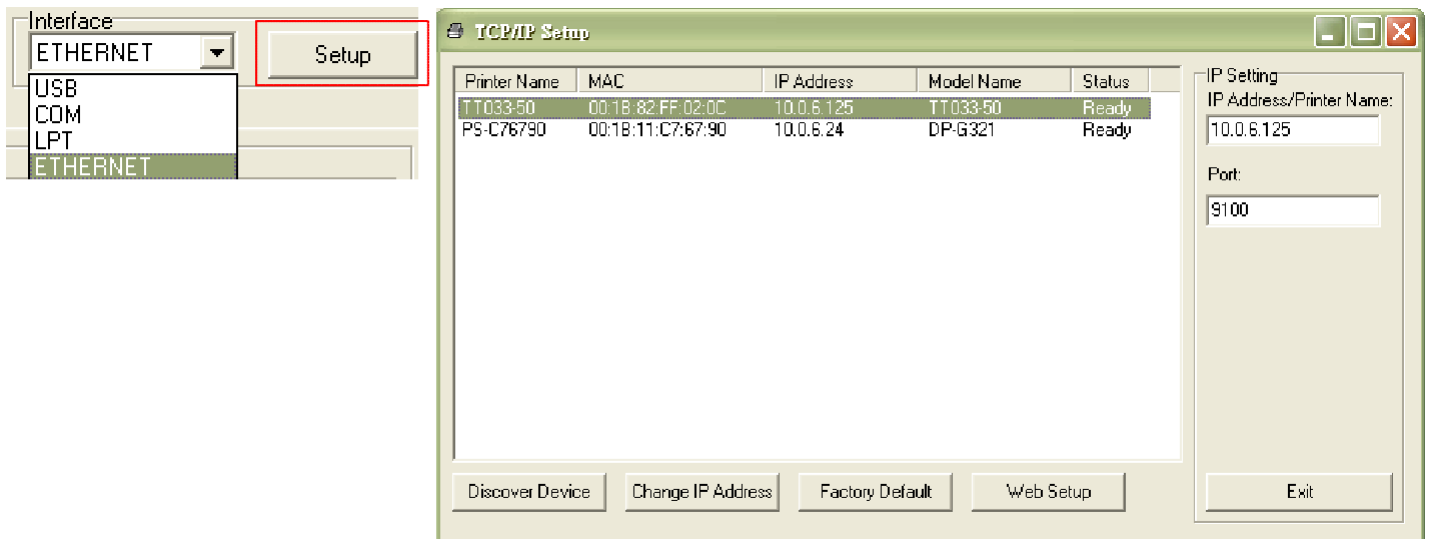 Interface
ETHERNET
Setup
USB
COM
LPT
ETHERNET
TCP/IP Setup
Printer Name MAC IP Address Model Name Status
TT033-50 00:1B:82:FF:02:0C 10.0.6.125 TT033-50 Ready
PS-C76790 00:1B:11:C7:67:90 10.0.6.24 DP-G321 Ready
IP Setting
IP Address/Printer Name:
10.0.6.125
Port:
9100
Discover Device Change IP Address Factory Default Web Setup Exit